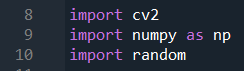 8 import cv2
9 import numpy as np
10 import random